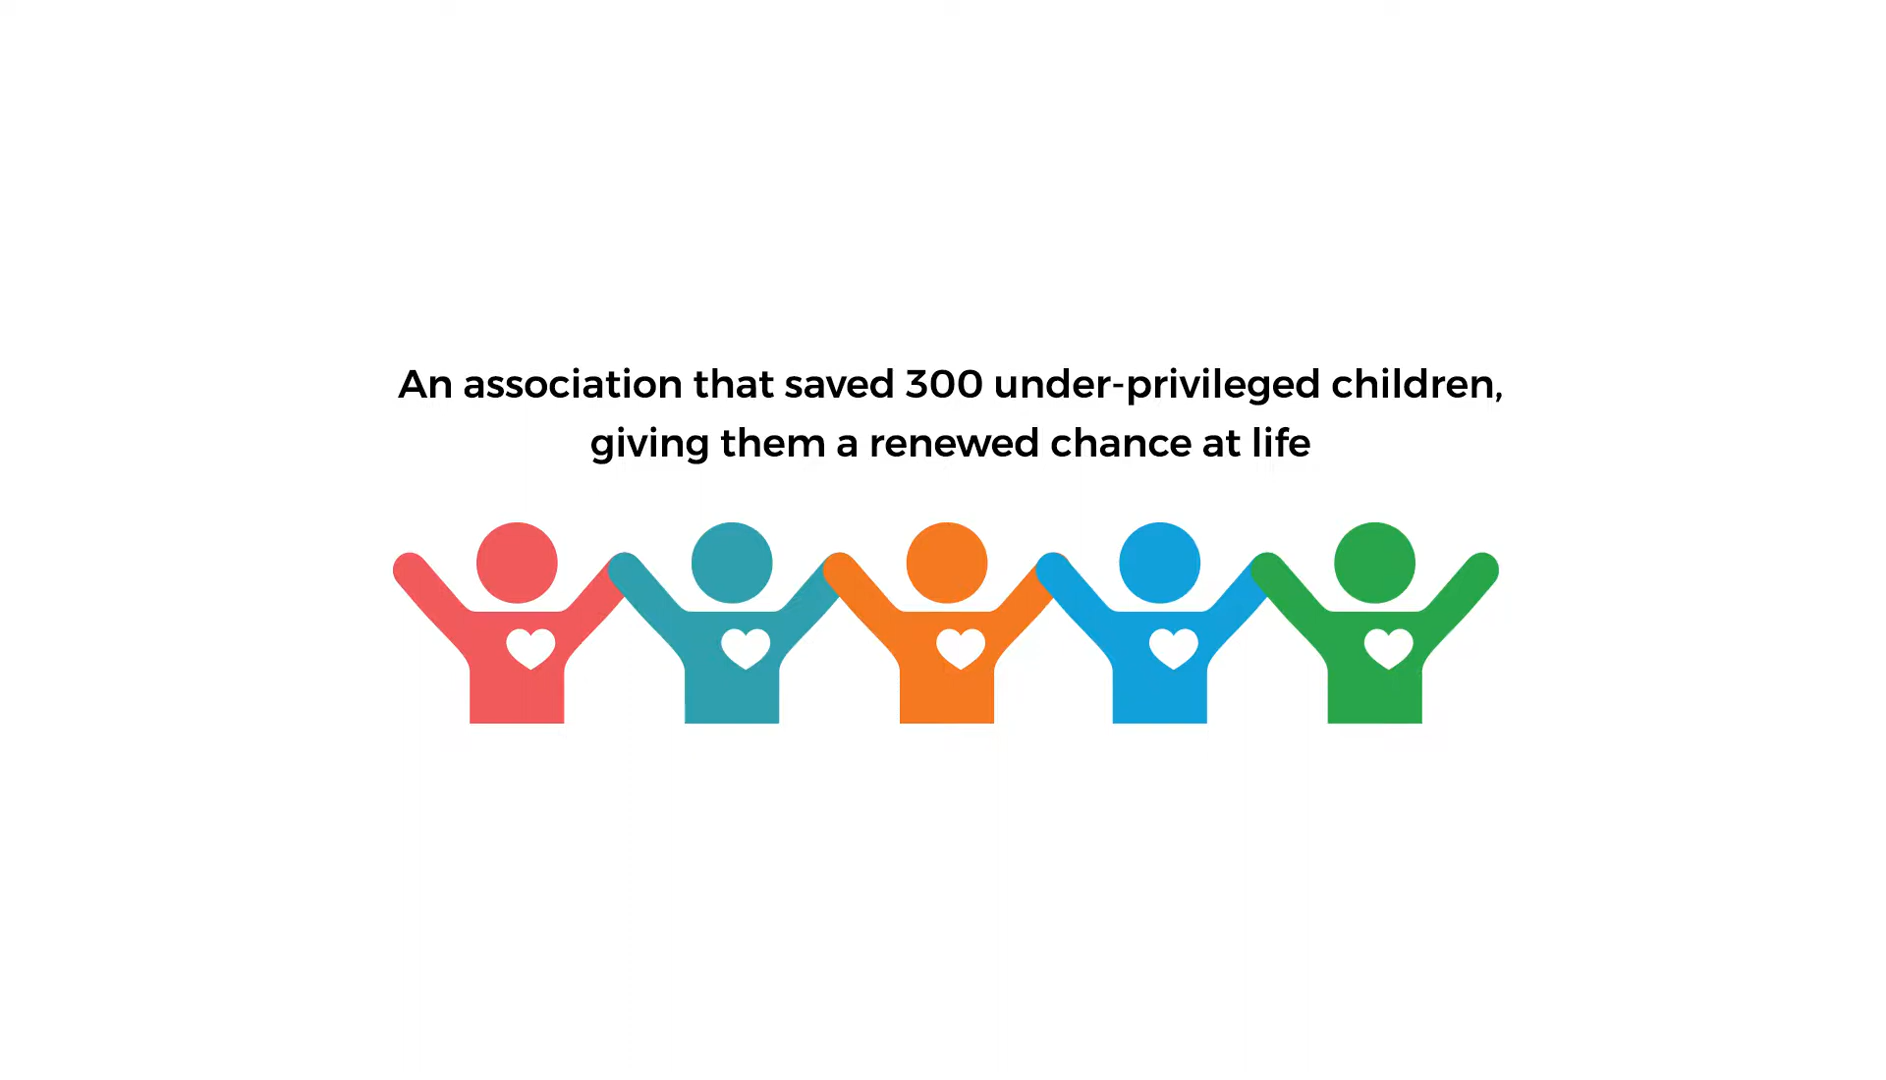 An association that saved 300 under-privileged children,
giving them a renewed chance at life